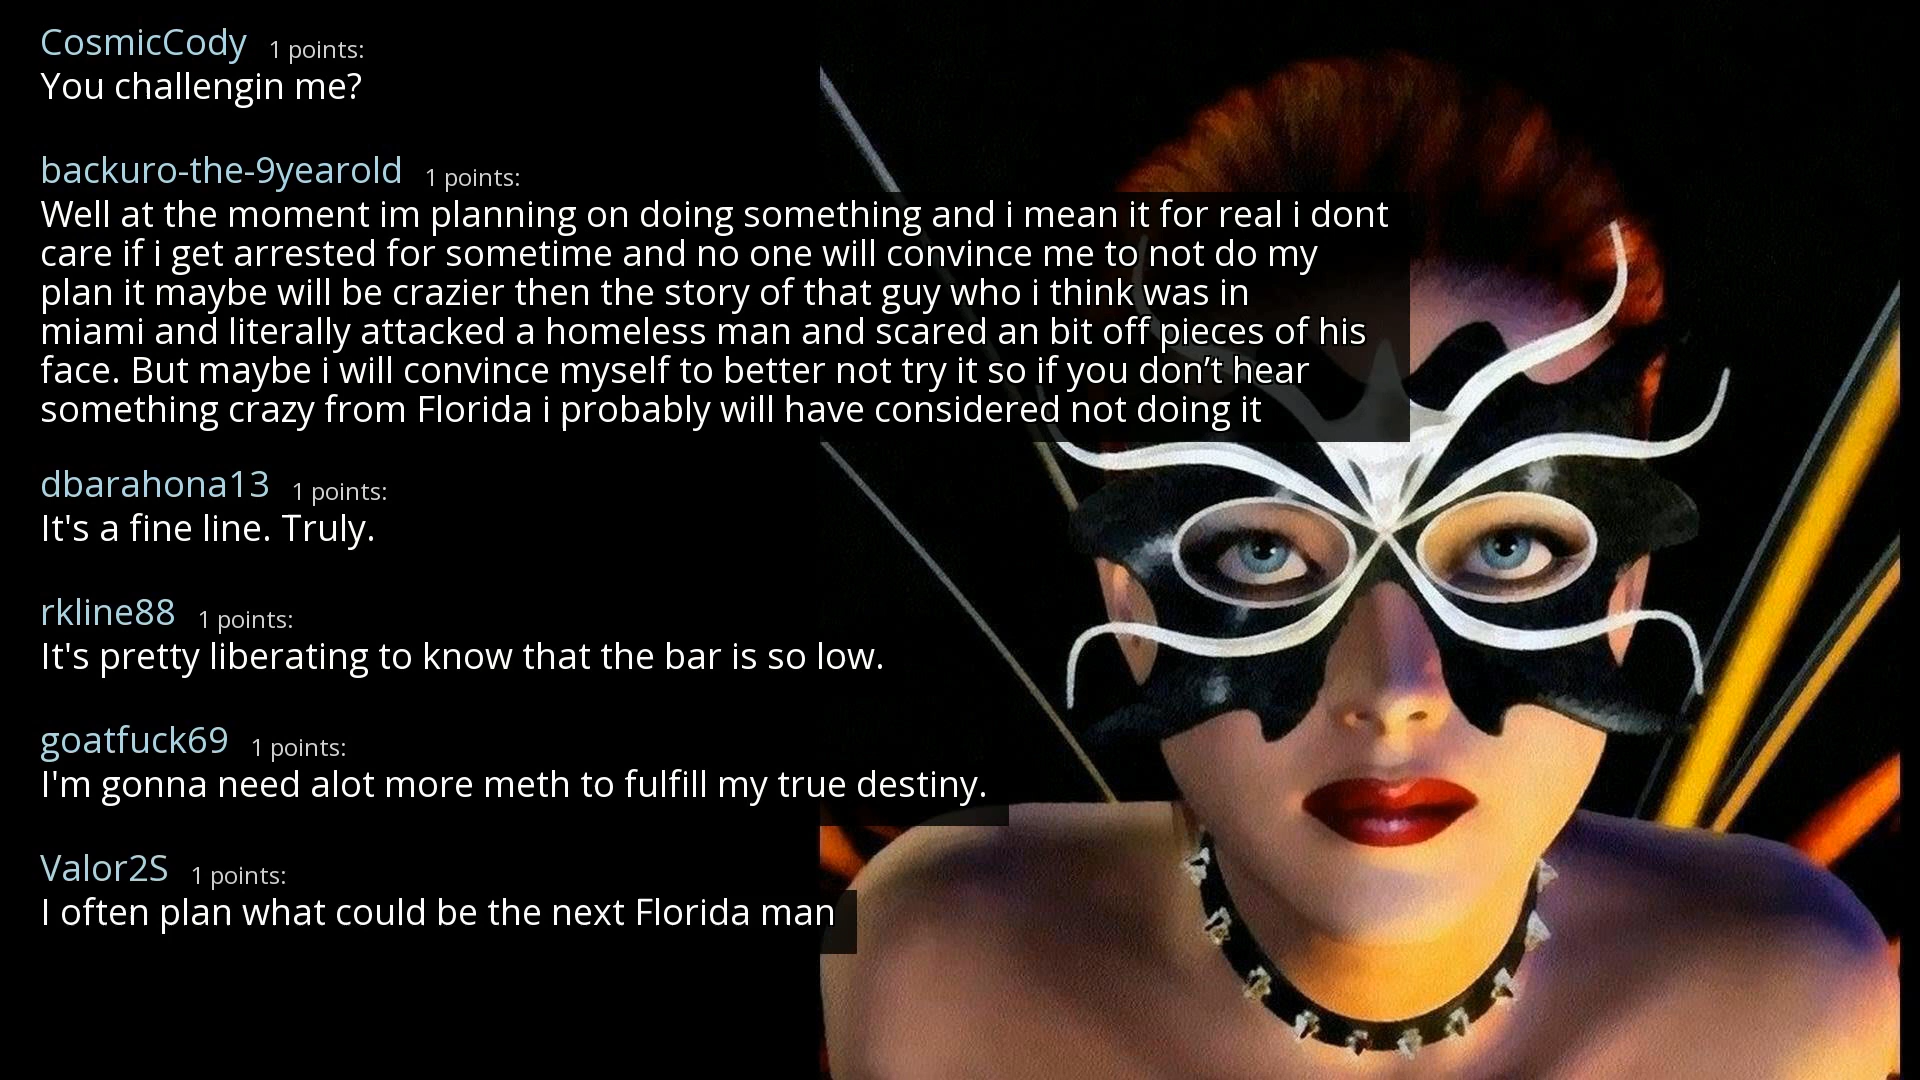 CosmicCody 1 points:
You challengin me?
backuro-the-9yearold 1 points:
Well at the moment im planning on doing something and i mean it for real i dont
care if i get arrested for sometime and no one will convince me to not do my
plan it maybe will be crazier then the story of that guy who i think was in
miami and literally attacked a homeless man and scared an bit off pieces of his
face. But maybe i will convince myself to better not try it so if you don’t hear
something crazy from Florida i probably will have considered not doing it
dbarahona13 1 points:
It's a fine line. Truly.
rkline88 1 points:
It's pretty liberating to know that the bar is so low.
goatfuck69 1 points:
I'm gonna need alot more meth to fulfill my true destiny.
Valor2S 1 points:
I often plan what could be the next Florida man